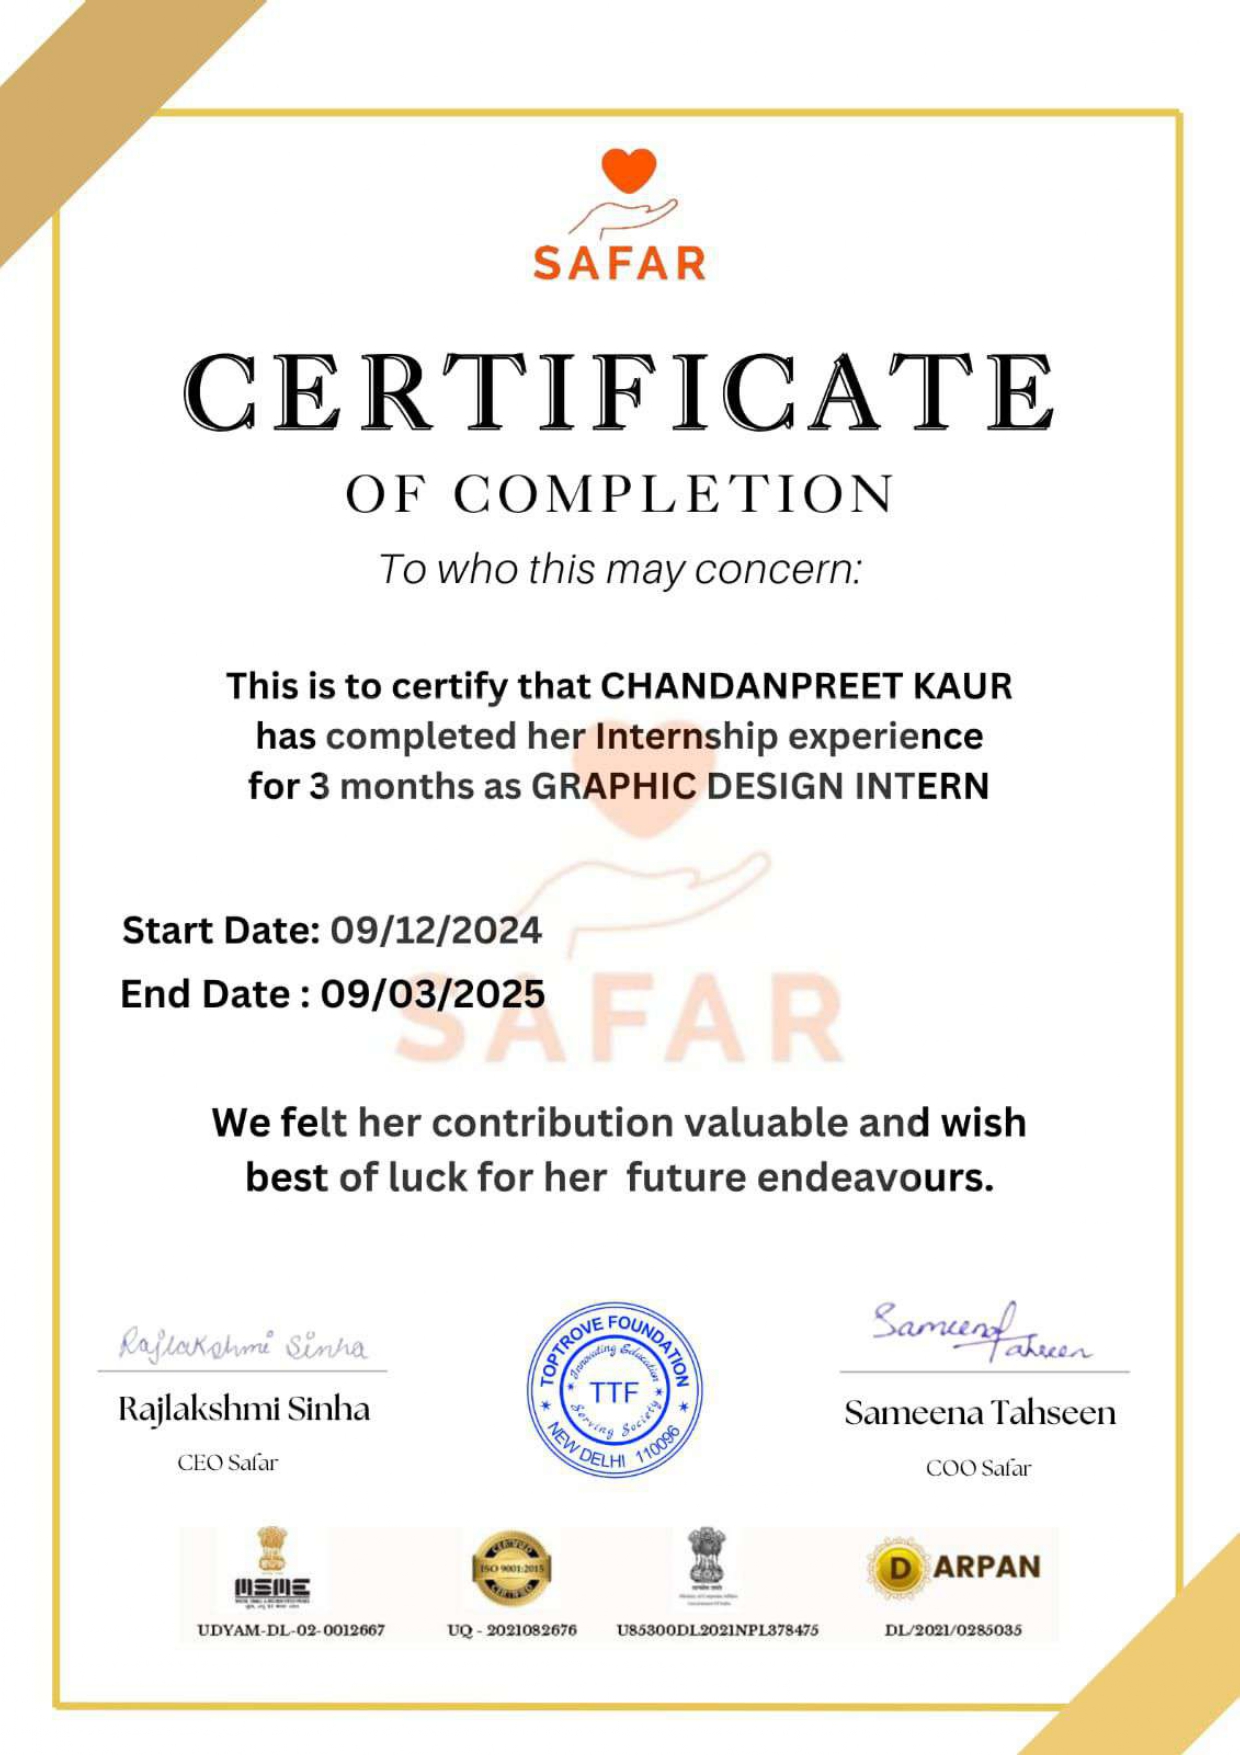 SAFAR
CERTIFICATE
OF COMPLETION
To who this may concern:
This is to certify that CHANDANPREET KAUR
has completed her Internship experience
for 3 months as GRAPHIC DESIGN INTERN
SAFAR
Start Date: 09/12/2024
End Date : 09/03/2025
We felt her contribution valuable and wish
best of luck for her future endeavours.
Rajlakshmi Sinha
Rajlakshmi Sinha
CEO Safar
TOPTROVE FOUNDATION
Innovating Education
TTF
Serving Society
NEW DELHI 110096
Sameena Tahseen
Sameena Tahseen
COO Safar
MSME
UDYAM-DL-02-0012667
CERTIFIED
ISO 9001:2015
CERTIFIED
UQ - 2021082676
U85300DL2021NPL378475
D ARPAN
DL/2021/0285035